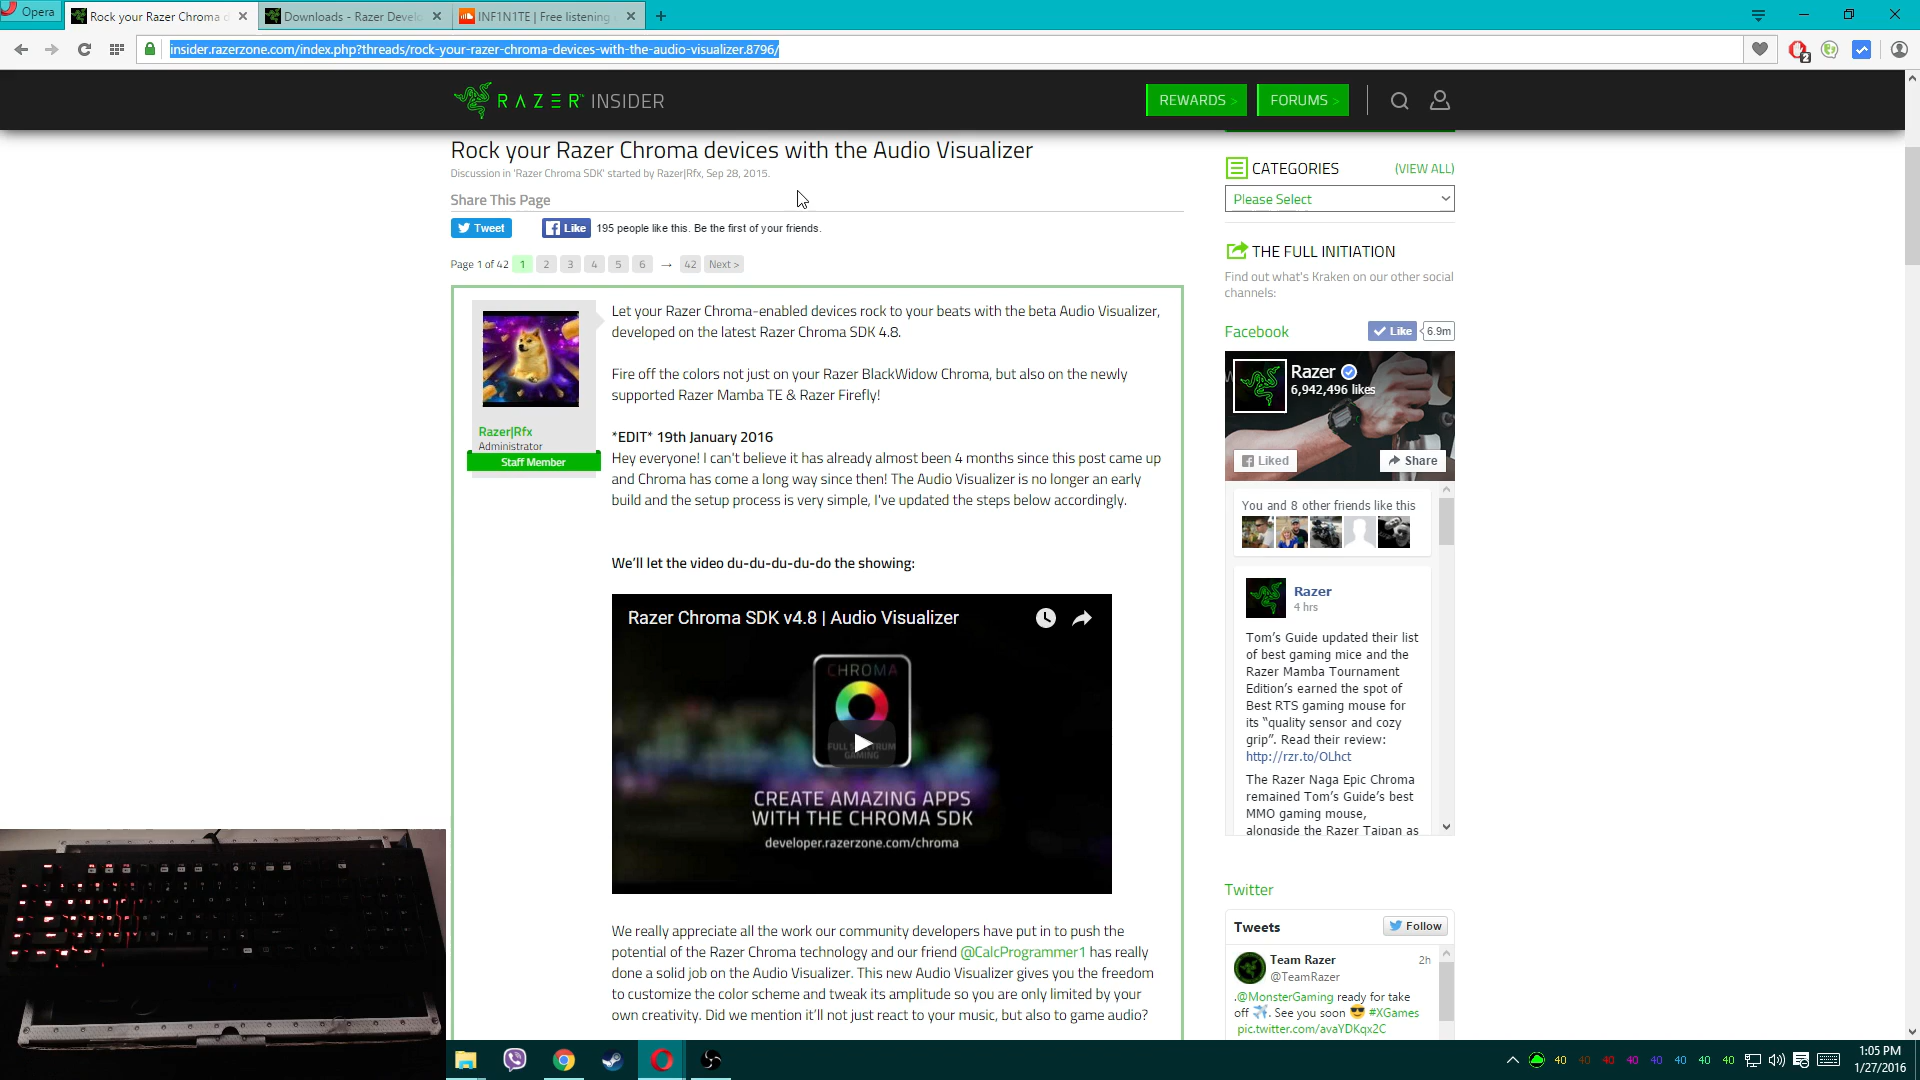 Opera
Rock your Razer Chroma d
Downloads - Razer Develo
INF1N1TE | Free listening
insider.razerzone.com/index.php?threads/rock-your-razer-chroma-devices-with-the-audio-visualizer.8796/
2
RAZER INSIDER
REWARDS >
FORUMS >
Rock your Razer Chroma devices with the Audio Visualizer
Discussion in 'Razer Chroma SDK' started by Razer|Rfx, Sep 28, 2015.
Share This Page
Tweet
Like
195 people like this. Be the first of your friends.
Page 1 of 42 1 2 3 4 5 6 → 42 Next >
Razer|Rfx
Administrator
Staff Member
Let your Razer Chroma-enabled devices rock to your beats with the beta Audio Visualizer,
developed on the latest Razer Chroma SDK 4.8.
Fire off the colors not just on your Razer BlackWidow Chroma, but also on the newly
supported Razer Mamba TE & Razer Firefly!
*EDIT* 19th January 2016
Hey everyone! I can't believe it has already almost been 4 months since this post came up
and Chroma has come a long way since then! The Audio Visualizer is no longer an early
build and the setup process is very simple, I've updated the steps below accordingly.
We'll let the video du-du-du-du-do the showing:
Razer Chroma SDK v4.8 | Audio Visualizer
CHROMA
FULL SPECTRUM
GAMING
CREATE AMAZING APPS
WITH THE CHROMA SDK
developer.razerzone.com/chroma
We really appreciate all the work our community developers have put in to push the
potential of the Razer Chroma technology and our friend @CalcProgrammer1 has really
done a solid job on the Audio Visualizer. This new Audio Visualizer gives you the freedom
to customize the color scheme and tweak its amplitude so you are only limited by your
own creativity. Did we mention it'll not just react to your music, but also to game audio?
CATEGORIES
(VIEW ALL)
Please Select
THE FULL INITIATION
Find out what's Kraken on our other social
channels:
Facebook
Like
6.9m
Razer
6,942,496 likes
Liked
Share
You and 8 other friends like this
Razer
4 hrs
Tom's Guide updated their list
of best gaming mice and the
Razer Mamba Tournament
Edition's earned the spot of
Best RTS gaming mouse for
its "quality sensor and cozy
grip". Read their review:
http://rzr.to/OLhct
The Razer Naga Epic Chroma
remained Tom's Guide's best
MMO gaming mouse,
alongside the Razer Taipan as
Twitter
Tweets
Follow
Team Razer
2h
@TeamRazer
.@MonsterGaming ready for take
off ✈. See you soon 😎 #XGames
pic.twitter.com/avaYDKqx2C
40 40 40 40 40 40 40 40
1:05 PM
1/27/2016